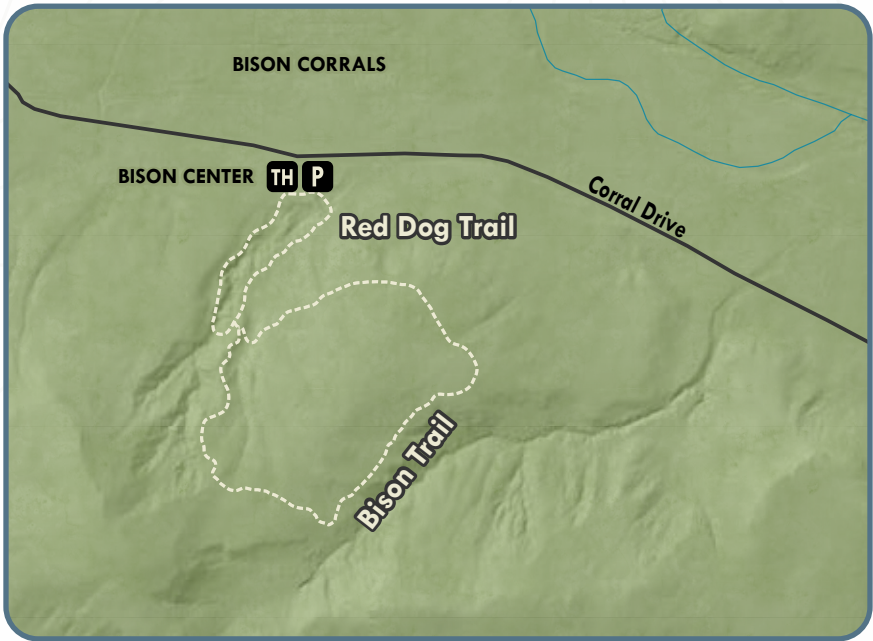 BISON CORRALS
BISON CENTER TH P
Corral Drive
Red Dog Trail
Bison Trail